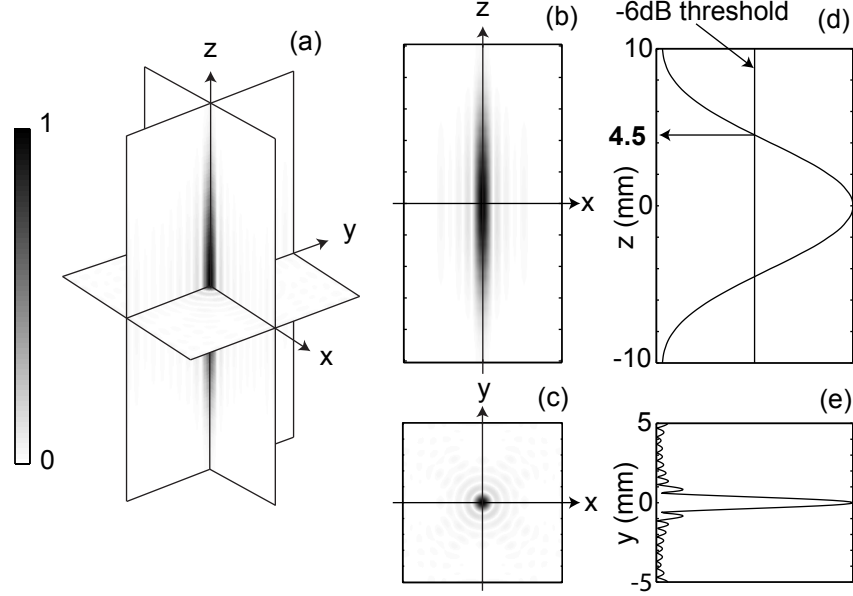 (a)
z
y
x
1
0
(b)
z
x
(c)
y
x
-6dB threshold
(d)
10
4.5
0
-10
z (mm)
(e)
5
0
-5
y (mm)